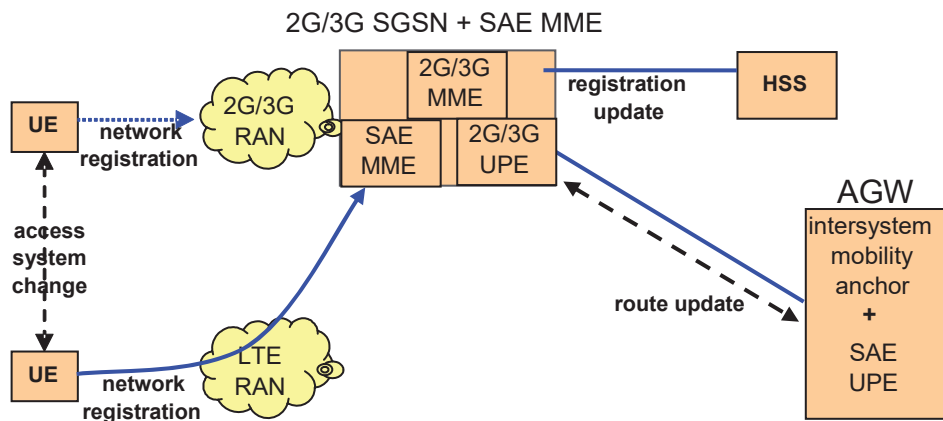 2G/3G SGSN + SAE MME
2G/3G
MME
registration
update
HSS
UE
network
registration
2G/3G
RAN
SAE
MME
2G/3G
UPE
AGW
intersystem
mobility
anchor
+
SAE
UPE
access
system
change
route update
UE
network
registration
LTE
RAN